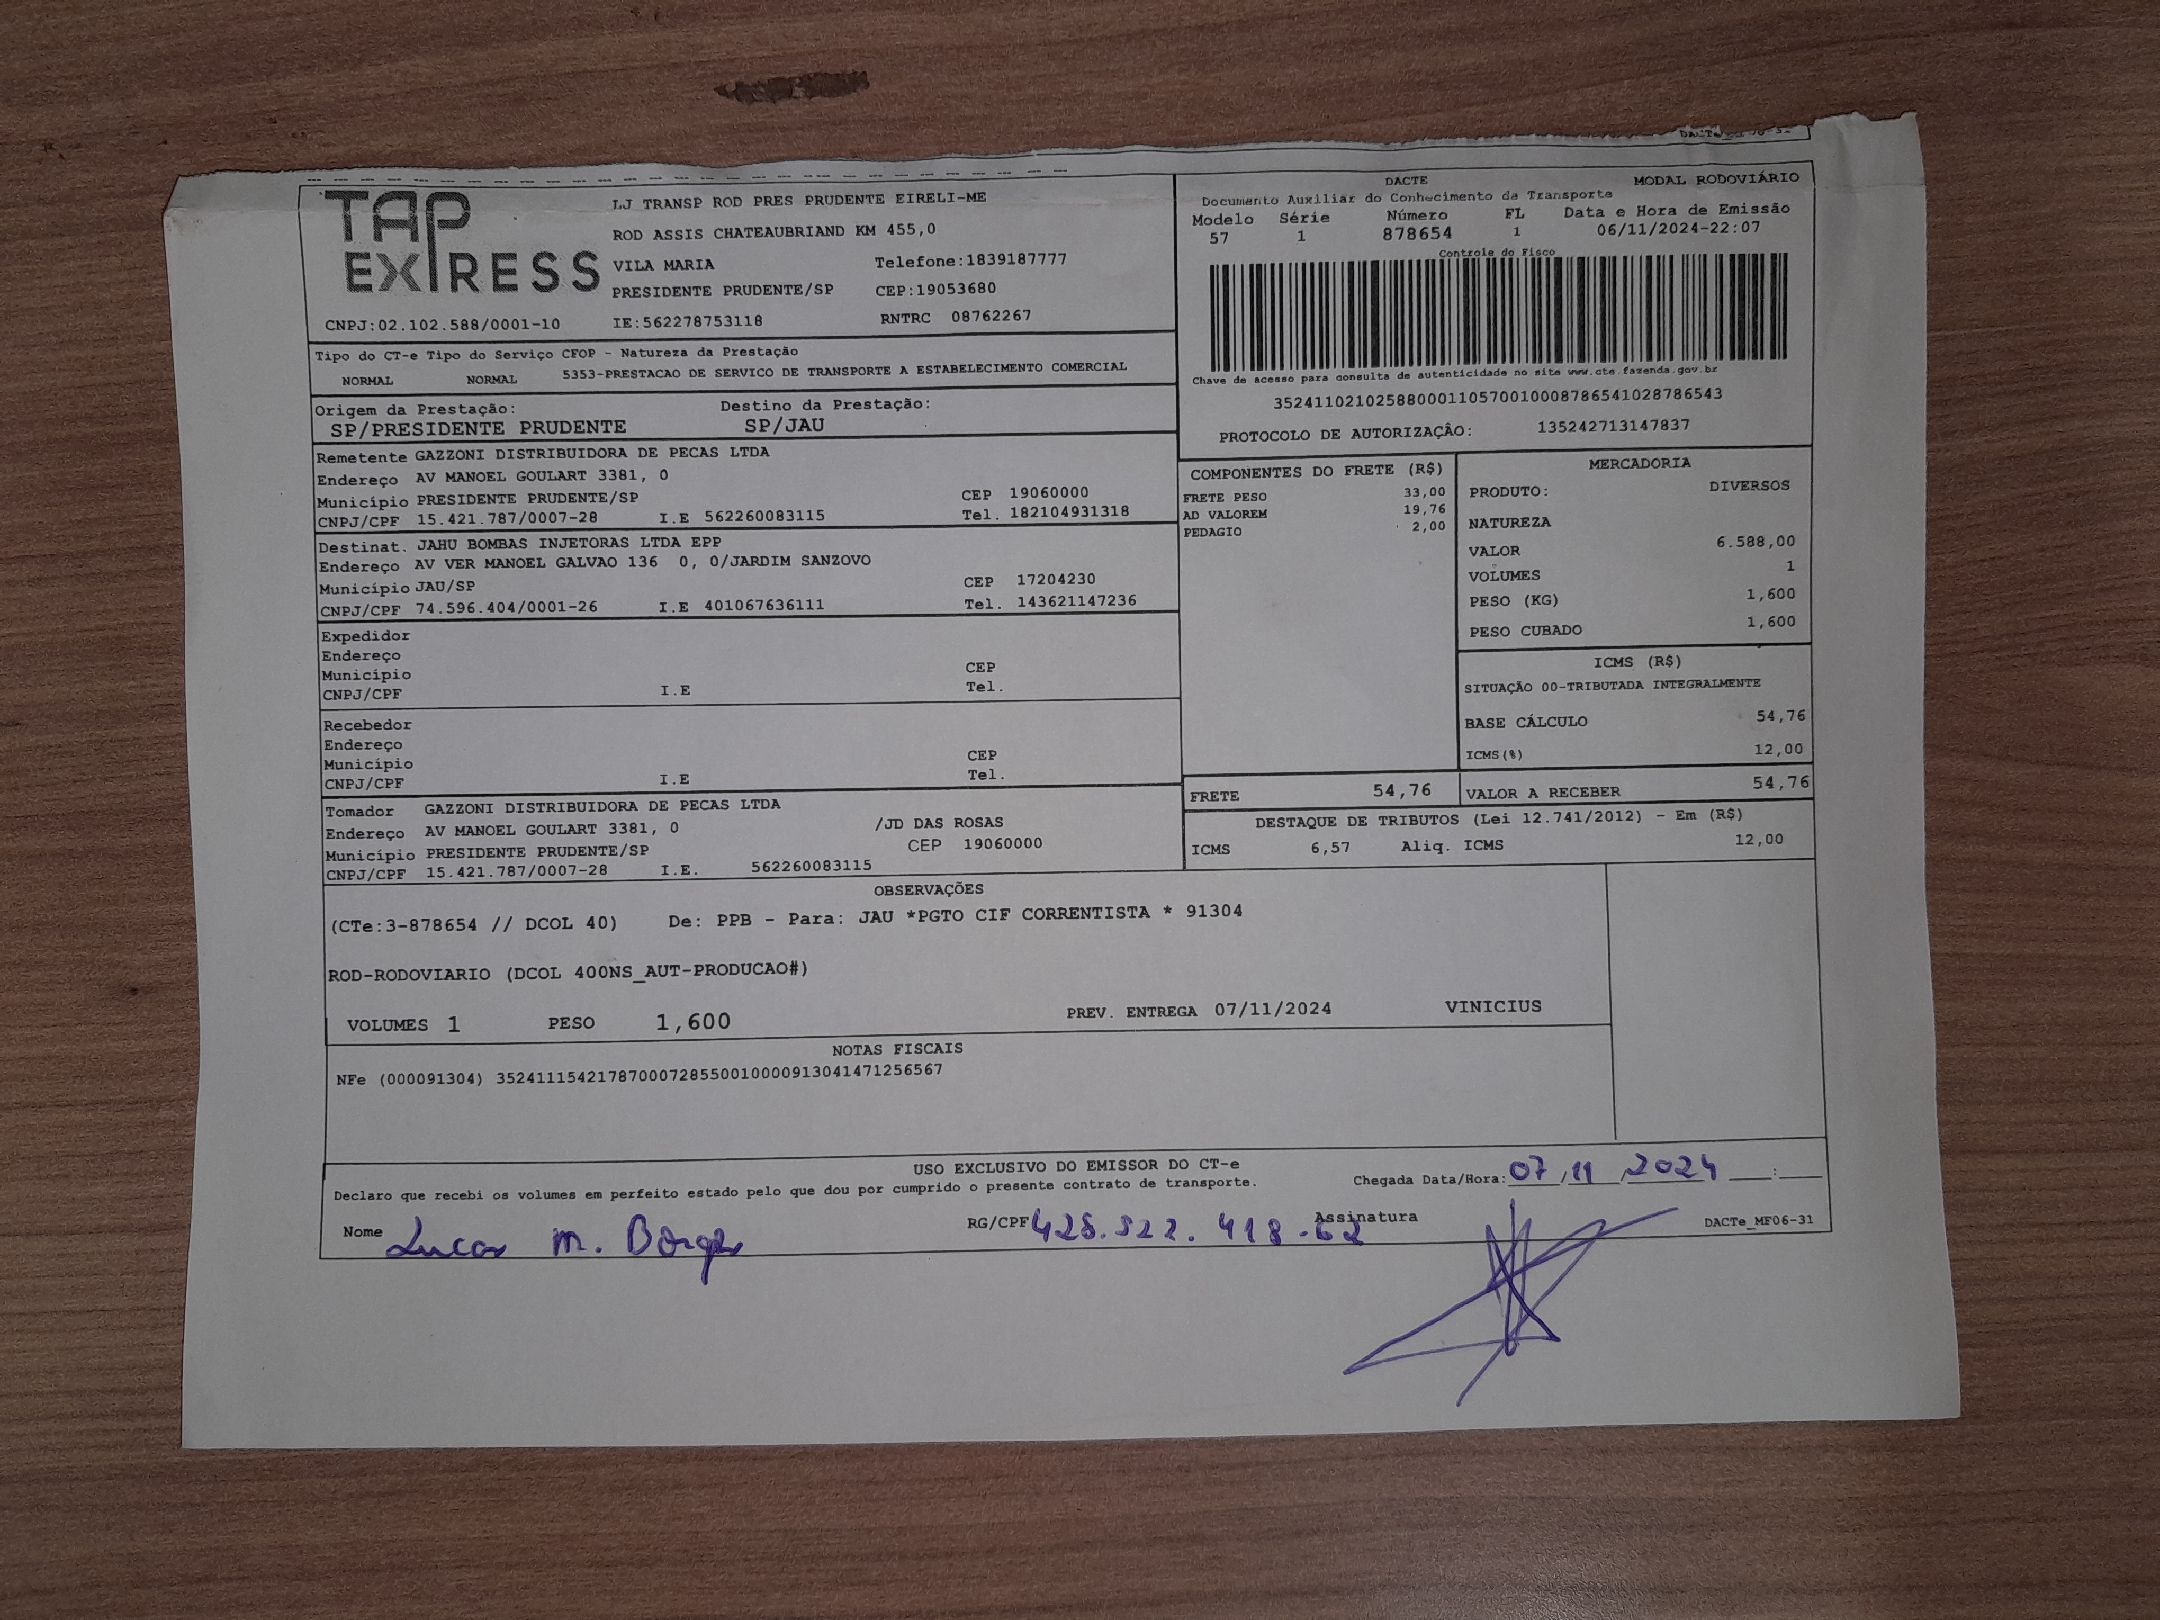 TAP EXPRESS
LJ TRANSP ROD PRES PRUDENTE EIRELI-ME
ROD ASSIS CHATEAUBRIAND KM 455,0
VILA MARIA Telefone:1839187777
PRESIDENTE PRUDENTE/SP CEP:19053680
CNPJ:02.102.588/0001-10 IE:562278753118 RNTRC 08762267
DACTE MODAL RODOVIÁRIO
Documento Auxiliar do Conhecimento de Transporte
Modelo Série Número FL Data e Hora de Emissão
57 1 878654 1 06/11/2024-22:07
Controle do Fisco
Chave de acesso para consulta de autenticidade no site www.cte.fazenda.gov.br
35241102102588000110570010008786541028786543
PROTOCOLO DE AUTORIZAÇÃO: 135242713147837
Tipo do CT-e Tipo do Serviço CFOP - Natureza da Prestação
NORMAL NORMAL 5353-PRESTACAO DE SERVICO DE TRANSPORTE A ESTABELECIMENTO COMERCIAL
Origem da Prestação: Destino da Prestação:
SP/PRESIDENTE PRUDENTE SP/JAU
Remetente GAZZONI DISTRIBUIDORA DE PECAS LTDA
Endereço AV MANOEL GOULART 3381, 0
Município PRESIDENTE PRUDENTE/SP CEP 19060000
CNPJ/CPF 15.421.787/0007-28 I.E 562260083115 Tel. 182104931318
Destinat. JAHU BOMBAS INJETORAS LTDA EPP
Endereço AV VER MANOEL GALVAO 136 0, 0/JARDIM SANZOVO
Município JAU/SP CEP 17204230
CNPJ/CPF 74.596.404/0001-26 I.E 401067636111 Tel. 143621147236
Expedidor
Endereço
Município CEP
CNPJ/CPF I.E Tel.
Recebedor
Endereço
Município CEP
CNPJ/CPF I.E Tel.
Tomador GAZZONI DISTRIBUIDORA DE PECAS LTDA
Endereço AV MANOEL GOULART 3381, 0 /JD DAS ROSAS
Município PRESIDENTE PRUDENTE/SP CEP 19060000
CNPJ/CPF 15.421.787/0007-28 I.E. 562260083115
COMPONENTES DO FRETE (R$)
FRETE PESO 33,00
AD VALOREM 19,76
PEDAGIO 2,00
MERCADORIA
PRODUTO: DIVERSOS
NATUREZA
VALOR 6.588,00
VOLUMES 1
PESO (KG) 1,600
PESO CUBADO 1,600
ICMS (R$)
SITUAÇÃO 00-TRIBUTADA INTEGRALMENTE
BASE CÁLCULO 54,76
ICMS(%) 12,00
FRETE 54,76 VALOR A RECEBER 54,76
DESTAQUE DE TRIBUTOS (Lei 12.741/2012) - Em (R$)
ICMS 6,57 Aliq. ICMS 12,00
OBSERVAÇÕES
(CTe:3-878654 // DCOL 40) De: PPB - Para: JAU *PGTO CIF CORRENTISTA * 91304
ROD-RODOVIARIO (DCOL 400NS_AUT-PRODUCAO#)
VOLUMES 1 PESO 1,600 PREV. ENTREGA 07/11/2024 VINICIUS
NOTAS FISCAIS
NFe (000091304) 35241115421787000728550010000913041471256567
USO EXCLUSIVO DO EMISSOR DO CT-e
Declaro que recebi os volumes em perfeito estado pelo que dou por cumprido o presente contrato de transporte. Chegada Data/Hora: 07/11/2024 __:__
Nome Lucas M. Borges RG/CPF Assinatura DACTe_MF06-31